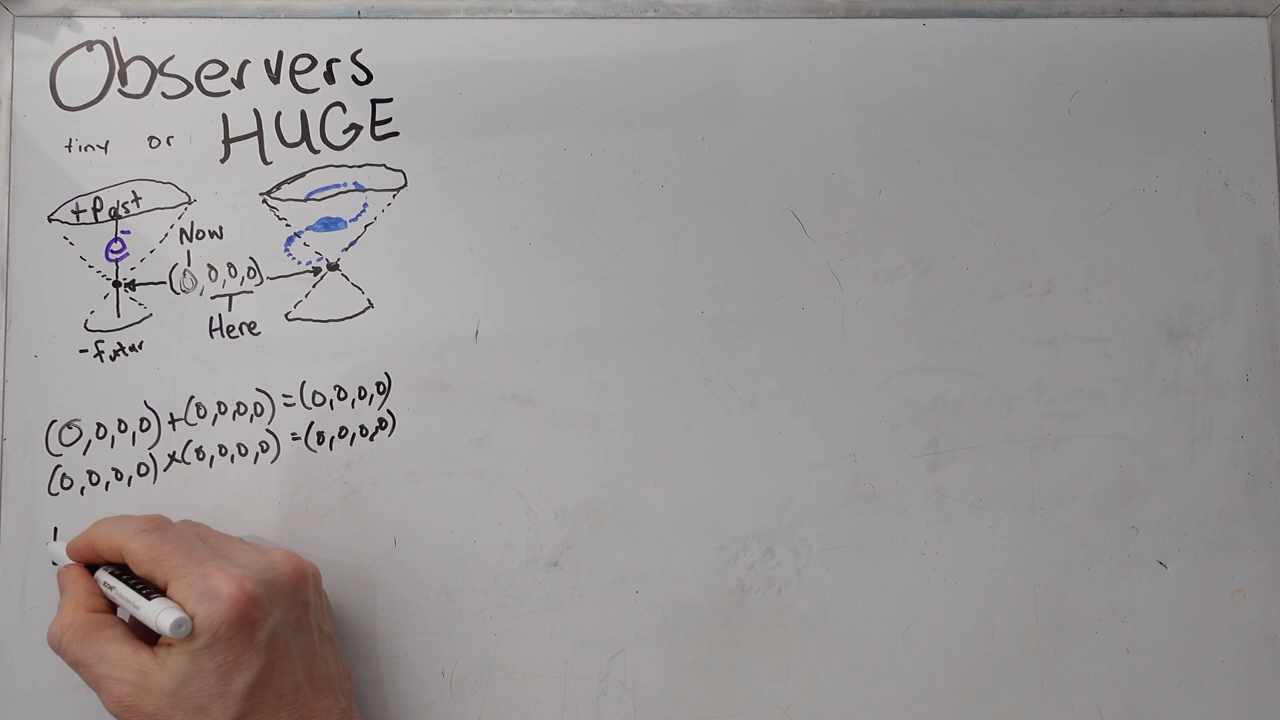 Observers
tiny or HUGE
+Past
e-
Now
(0,0,0,0)
Here
-futur
(0,0,0,0)+(0,0,0,0)=(0,0,0,0)
(0,0,0,0)×(0,0,0,0)=(0,0,0,0)